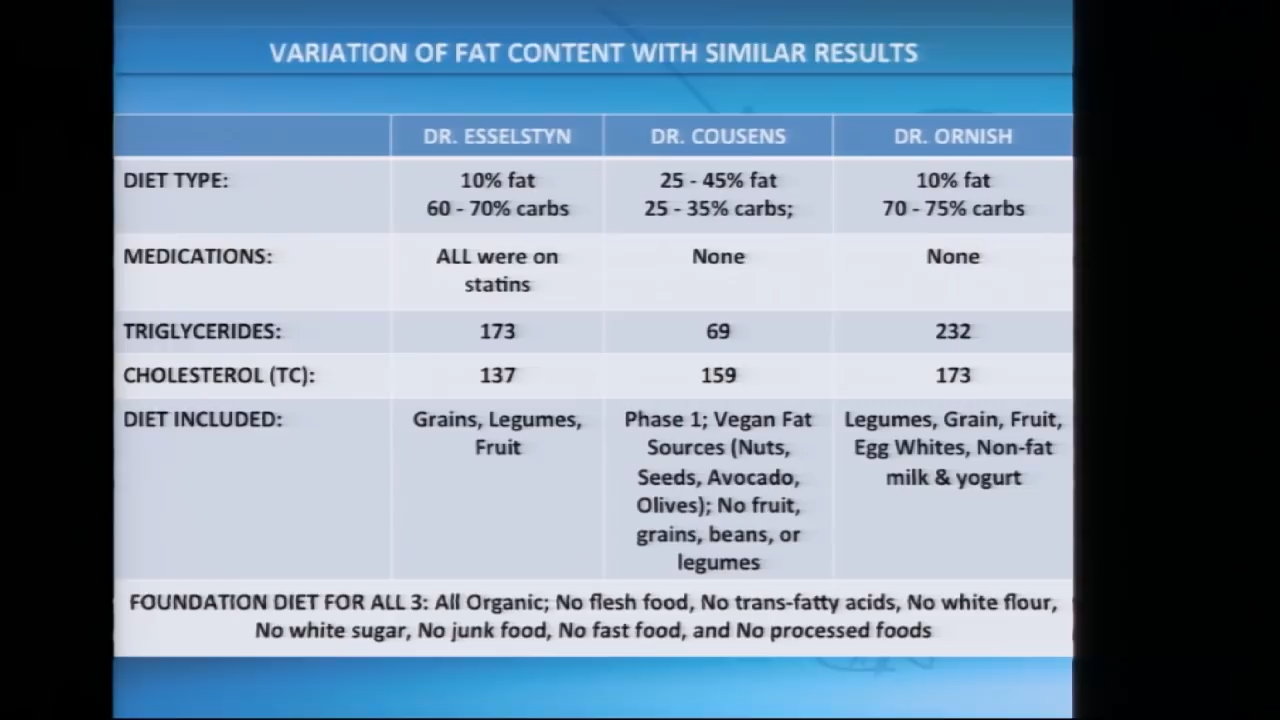 VARIATION OF FAT CONTENT WITH SIMILAR RESULTS
DR. ESSELSTYN DR. COUSENS DR. ORNISH
DIET TYPE: 10% fat 25 - 45% fat 10% fat
60 - 70% carbs 25 - 35% carbs; 70 - 75% carbs
MEDICATIONS: ALL were on None None
statins
TRIGLYCERIDES: 173 69 232
CHOLESTEROL (TC): 137 159 173
DIET INCLUDED: Grains, Legumes, Phase 1; Vegan Fat Legumes, Grain, Fruit,
Fruit Sources (Nuts, Egg Whites, Non-fat
Seeds, Avocado, milk & yogurt
Olives); No fruit,
grains, beans, or
legumes
FOUNDATION DIET FOR ALL 3: All Organic; No flesh food, No trans-fatty acids, No white flour,
No white sugar, No junk food, No fast food, and No processed foods